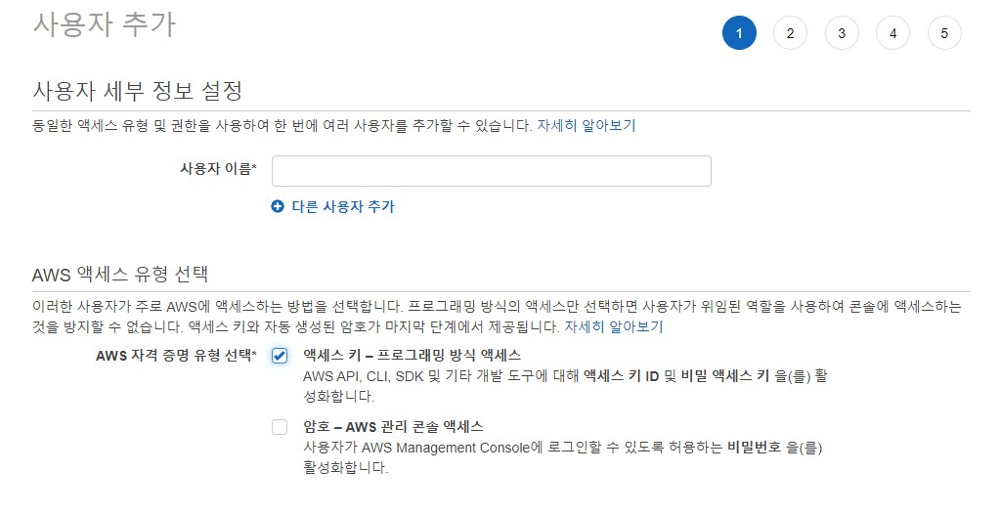 사용자 추가
1 2 3 4 5
사용자 세부 정보 설정
동일한 액세스 유형 및 권한을 사용하여 한 번에 여러 사용자를 추가할 수 있습니다. 자세히 알아보기
사용자 이름*
다른 사용자 추가
AWS 액세스 유형 선택
이러한 사용자가 주로 AWS에 액세스하는 방법을 선택합니다. 프로그래밍 방식의 액세스만 선택하면 사용자가 위임된 역할을 사용하여 콘솔에 액세스하는
것을 방지할 수 없습니다. 액세스 키와 자동 생성된 암호가 마지막 단계에서 제공됩니다. 자세히 알아보기
AWS 자격 증명 유형 선택* 액세스 키 – 프로그래밍 방식 액세스
AWS API, CLI, SDK 및 기타 개발 도구에 대해 액세스 키 ID 및 비밀 액세스 키 을(를) 활
성화합니다.
암호 – AWS 관리 콘솔 액세스
사용자가 AWS Management Console에 로그인할 수 있도록 허용하는 비밀번호 을(를)
활성화합니다.